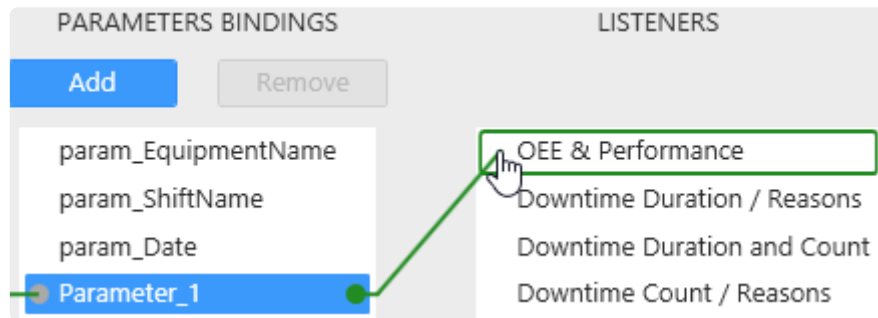 PARAMETERS BINDINGS
LISTENERS
Add
Remove
param_EquipmentName
param_ShiftName
param_Date
Parameter_1
OEE & Performance
Downtime Duration / Reasons
Downtime Duration and Count
Downtime Count / Reasons